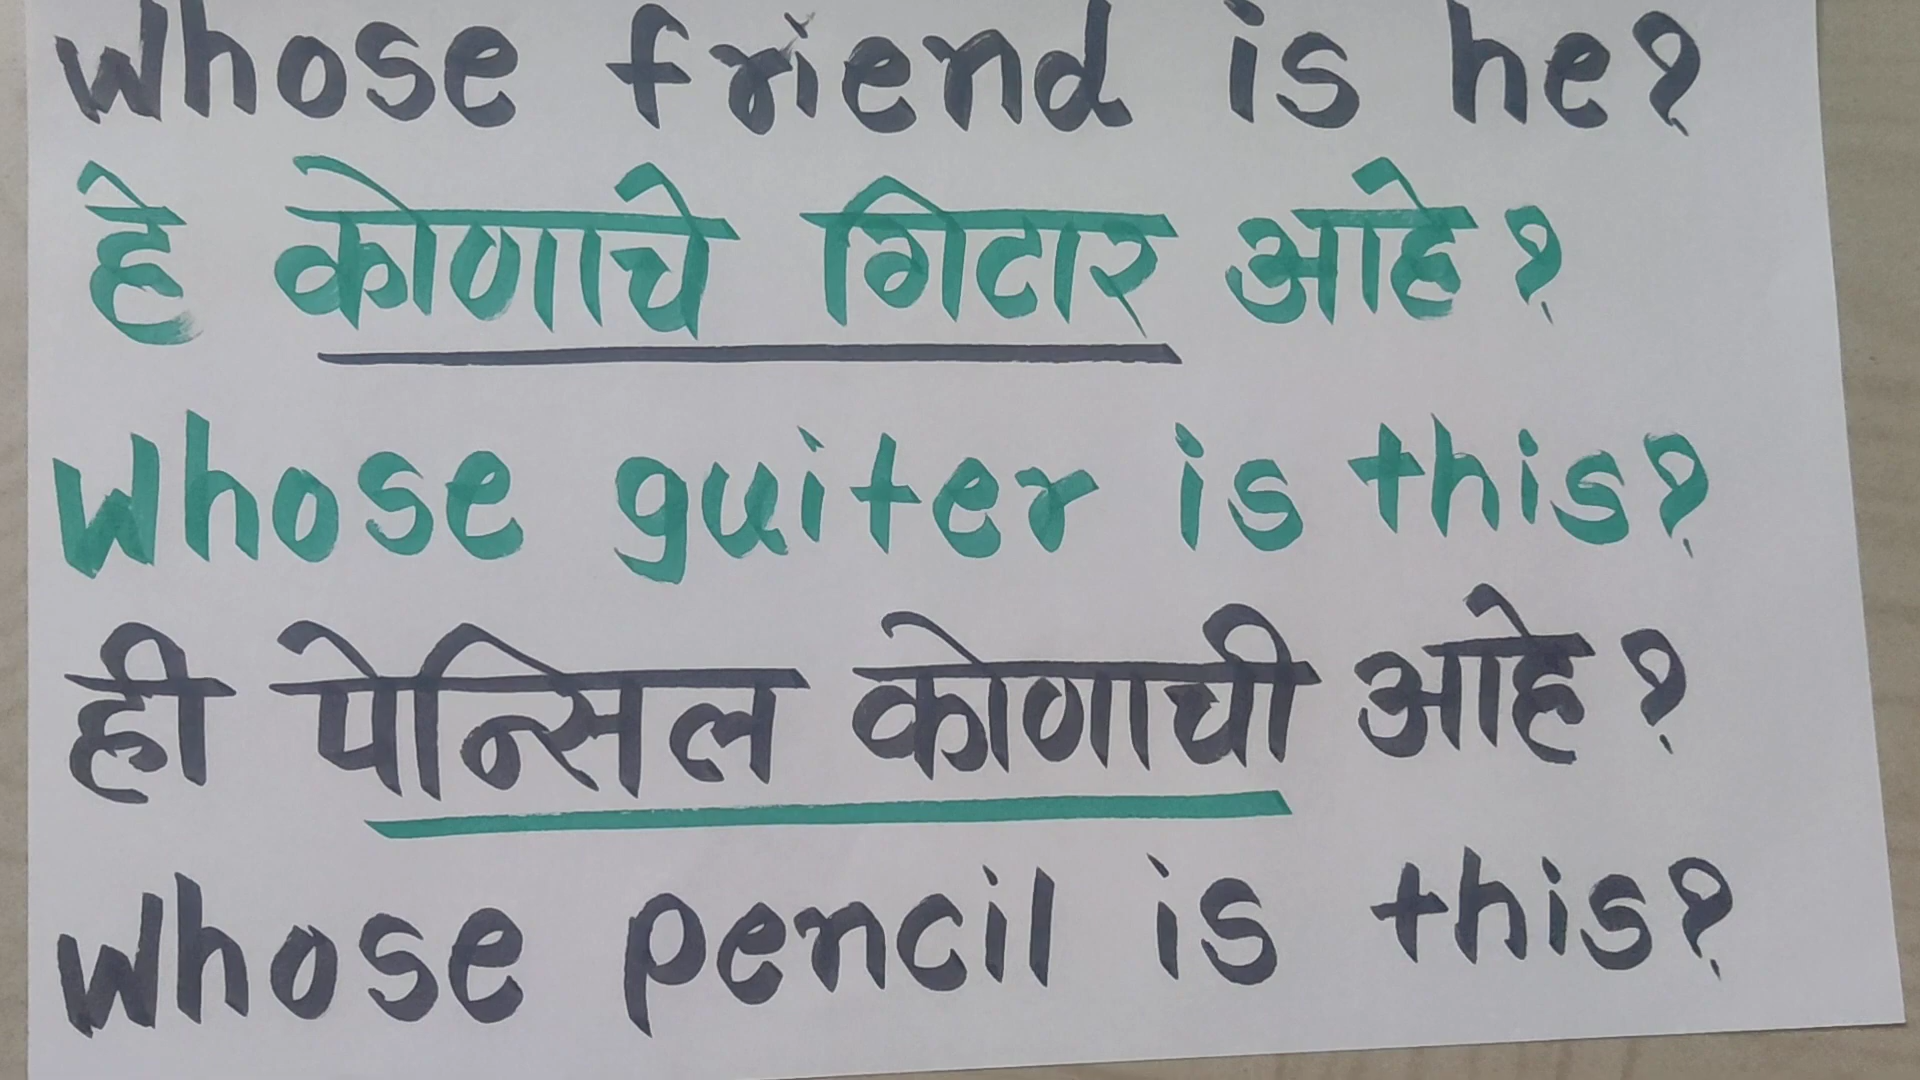 Whose friend is he?
हे कोणाचे गिटार आहे?
Whose guiter is this?
ही पेन्सिल कोणाची आहे?
Whose pencil is this?